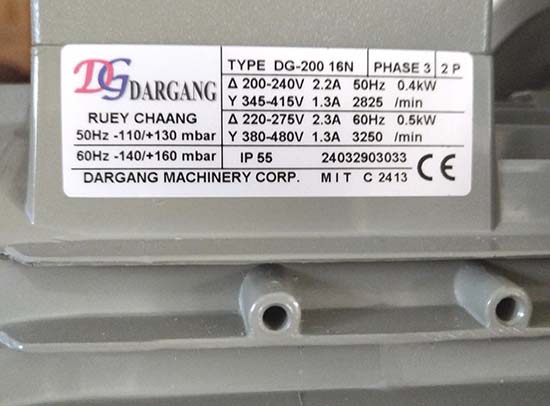 DG DARGANG
RUEY CHAANG
50Hz -110/+130 mbar
60Hz -140/+160 mbar
TYPE DG-200 16N PHASE 3 2 P
Δ 200-240V 2.2A 50Hz 0.4kW
Y 345-415V 1.3A 2825 /min
Δ 220-275V 2.3A 60Hz 0.5kW
Y 380-480V 1.3A 3250 /min
IP 55 24032903033
DARGANG MACHINERY CORP. M I T C 2413 CE